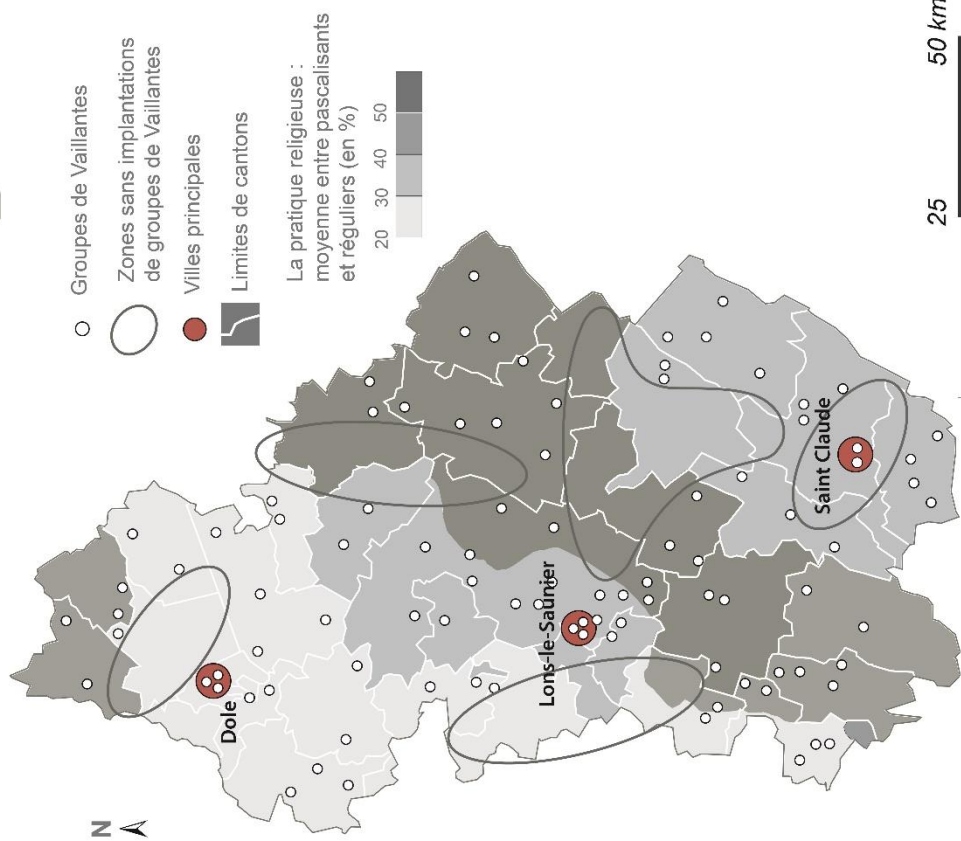 Groupes de Vaillantes
Zones sans implantations
de groupes de Vaillantes
Villes principales
Limites de cantons
La pratique religieuse :
moyenne entre pascalisants
et réguliers (en %)
20 30 40 50
N
Dole
Lons-le-Saunier
Saint Claude
25 50 km